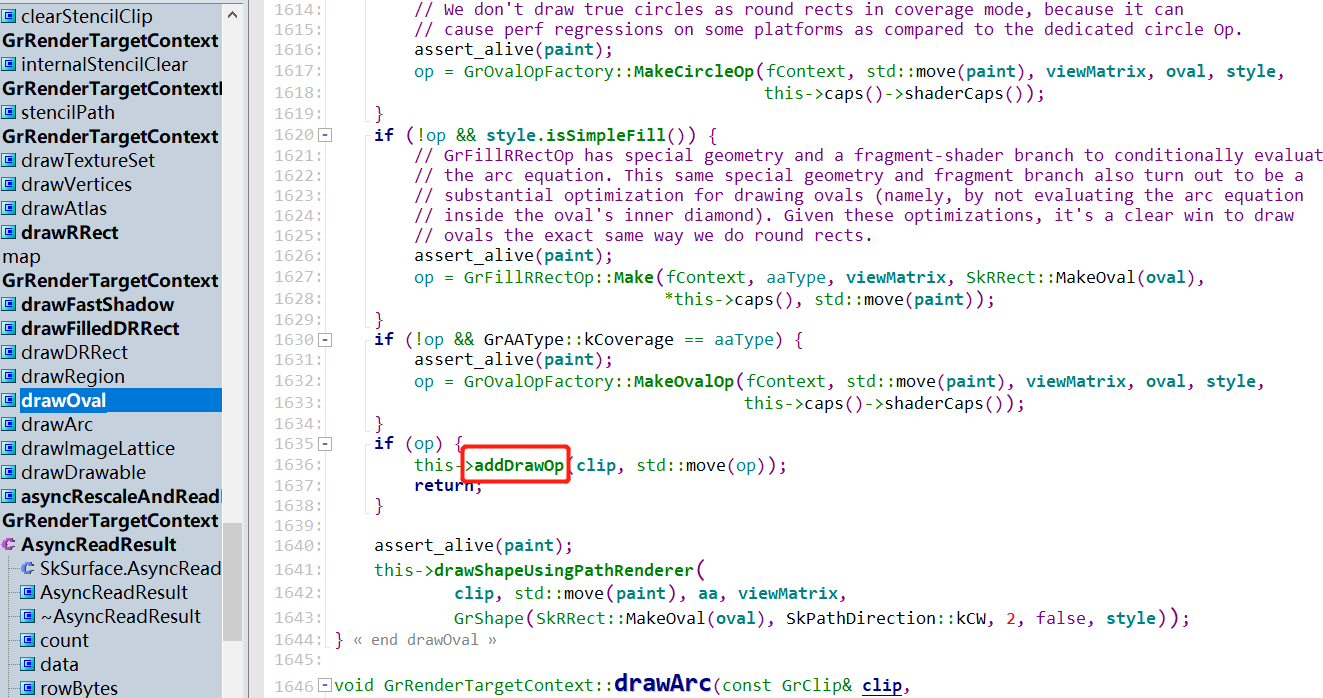 clearStencilClip
GrRenderTargetContext
internalStencilClear
GrRenderTargetContextI
stencilPath
GrRenderTargetContext
drawTextureSet
drawVertices
drawAtlas
drawRRect
map
GrRenderTargetContext
drawFastShadow
drawFilledDRRect
drawDRRect
drawRegion
drawOval
drawArc
drawImageLattice
drawDrawable
asyncRescaleAndRead
GrRenderTargetContext
AsyncReadResult
SkSurface.AsyncRead
AsyncReadResult
~AsyncReadResult
count
data
rowBytes
1614: // We don't draw true circles as round rects in coverage mode, because it can
1615: // cause perf regressions on some platforms as compared to the dedicated circle Op.
1616: assert_alive(paint);
1617: op = GrOvalOpFactory::MakeCircleOp(fContext, std::move(paint), viewMatrix, oval, style,
1618: this->caps()->shaderCaps());
1619: }
1620: if (!op && style.isSimpleFill()) {
1621: // GrFillRRectOp has special geometry and a fragment-shader branch to conditionally evaluat
1622: // the arc equation. This same special geometry and fragment branch also turn out to be a
1623: // substantial optimization for drawing ovals (namely, by not evaluating the arc equation
1624: // inside the oval's inner diamond). Given these optimizations, it's a clear win to draw
1625: // ovals the exact same way we do round rects.
1626: assert_alive(paint);
1627: op = GrFillRRectOp::Make(fContext, aaType, viewMatrix, SkRRect::MakeOval(oval),
1628: *this->caps(), std::move(paint));
1629: }
1630: if (!op && GrAAType::kCoverage == aaType) {
1631: assert_alive(paint);
1632: op = GrOvalOpFactory::MakeOvalOp(fContext, std::move(paint), viewMatrix, oval, style,
1633: this->caps()->shaderCaps());
1634: }
1635: if (op) {
1636: this->addDrawOp(clip, std::move(op));
1637: return;
1638: }
1639:
1640: assert_alive(paint);
1641: this->drawShapeUsingPathRenderer(
1642: clip, std::move(paint), aa, viewMatrix,
1643: GrShape(SkRRect::MakeOval(oval), SkPathDirection::kCW, 2, false, style));
1644: } « end drawOval »
1645:
1646: void GrRenderTargetContext::drawArc(const GrClip& clip,